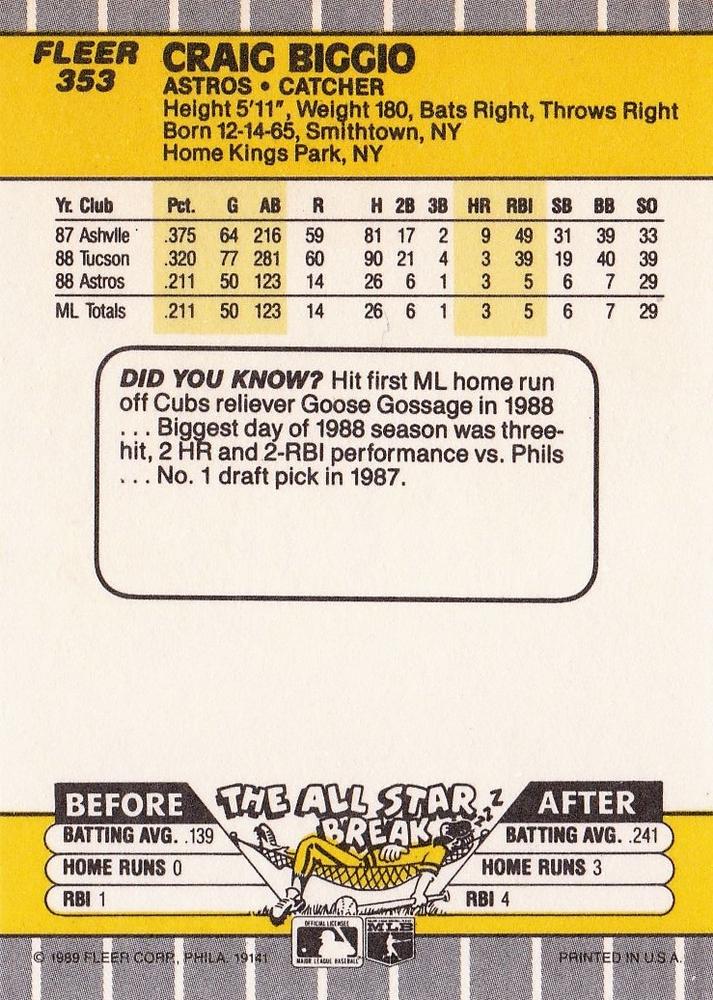 FLEER
353
CRAIG BIGGIO
ASTROS • CATCHER
Height 5'11", Weight 180, Bats Right, Throws Right
Born 12-14-65, Smithtown, NY
Home Kings Park, NY
Yr. Club Pct. G AB R H 2B 3B HR RBI SB BB SO
87 Ashvlle .375 64 216 59 81 17 2 9 49 31 39 33
88 Tucson .320 77 281 60 90 21 4 3 39 19 40 39
88 Astros .211 50 123 14 26 6 1 3 5 6 7 29
ML Totals .211 50 123 14 26 6 1 3 5 6 7 29
DID YOU KNOW? Hit first ML home run
off Cubs reliever Goose Gossage in 1988
. . . Biggest day of 1988 season was three-
hit, 2 HR and 2-RBI performance vs. Phils
. . . No. 1 draft pick in 1987.
THE ALL STAR
BREAK
zzZ
BEFORE
BATTING AVG. .139
HOME RUNS 0
RBI 1
AFTER
BATTING AVG. .241
HOME RUNS 3
RBI 4
OFFICIAL LICENSEE
MAJOR LEAGUE BASEBALL
MLB
© 1989 FLEER CORP., PHILA. 19141
PRINTED IN U.S.A.